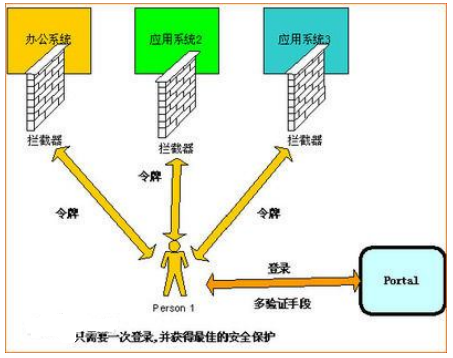 办公系统
应用系统2
应用系统3
拦截器
拦截器
拦截器
令牌
令牌
令牌
登录
Portal
多验证手段
Person 1
只需要一次登录,并获得最佳的安全保护